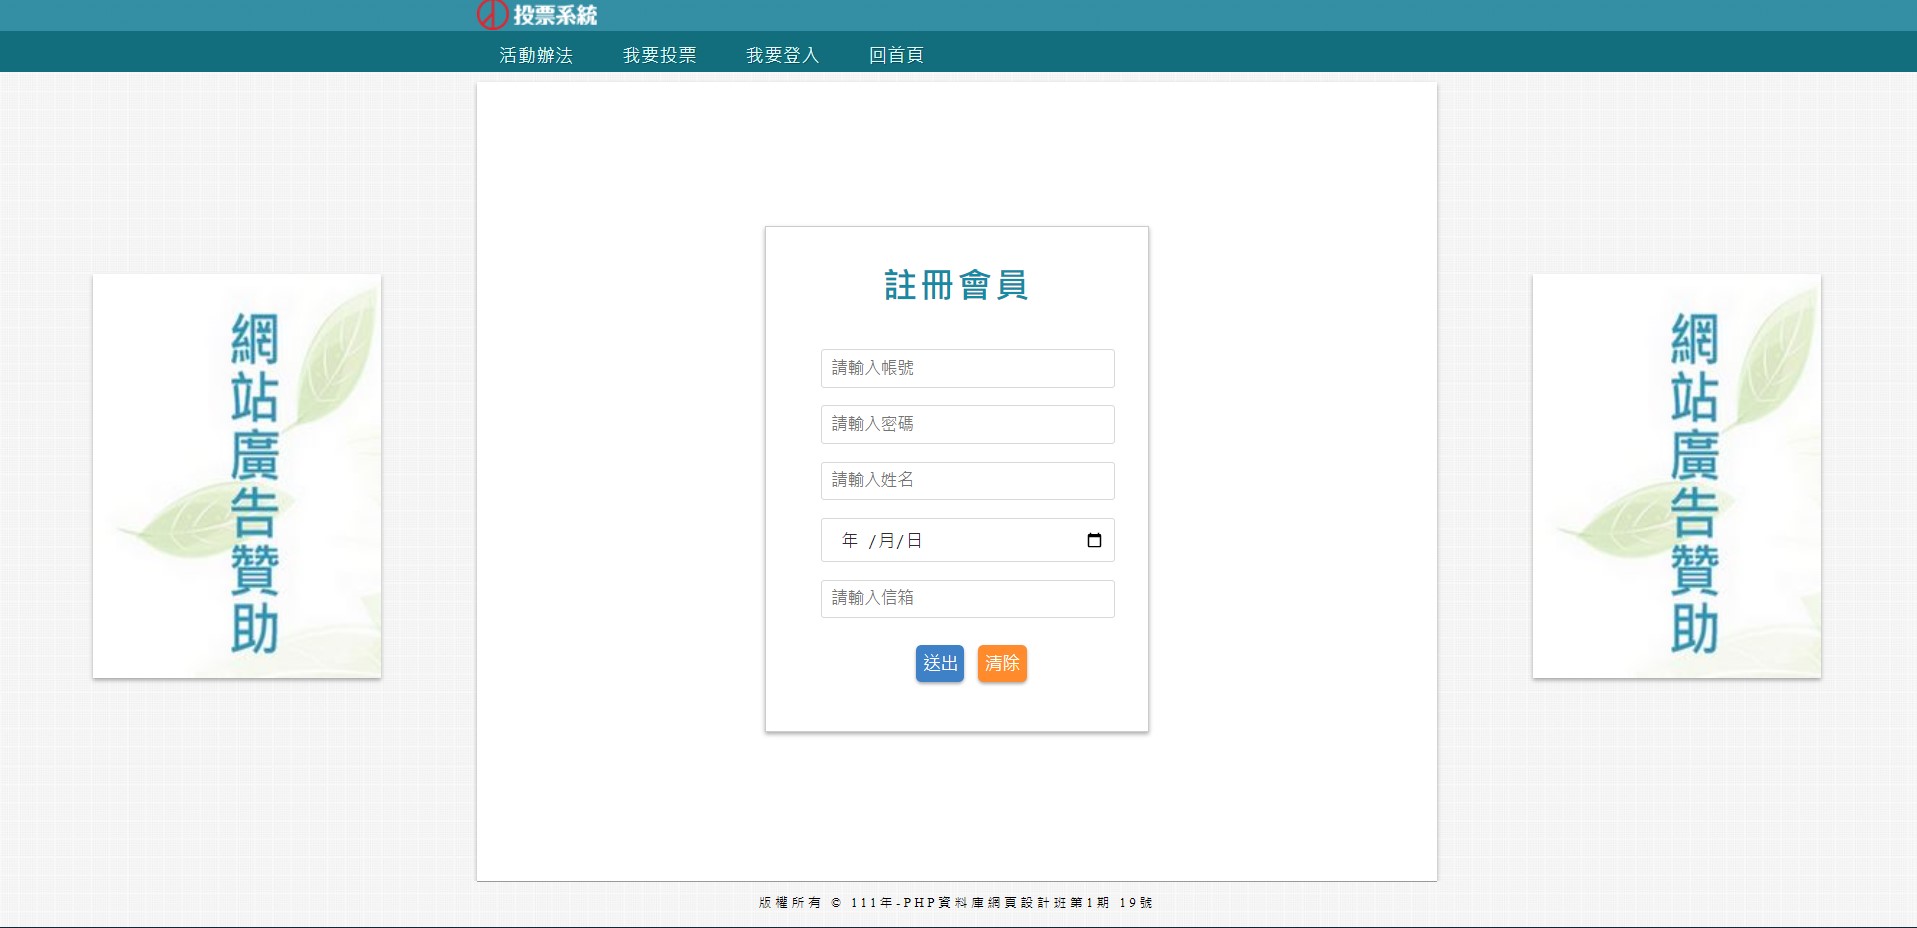 投票系統
活動辦法 我要投票 我要登入 回首頁
網站廣告贊助
註冊會員
請輸入帳號
請輸入密碼
請輸入姓名
年 /月/日
請輸入信箱
送出 清除
網站廣告贊助
版權所有 © 111年-PHP資料庫網頁設計班第1期 19號